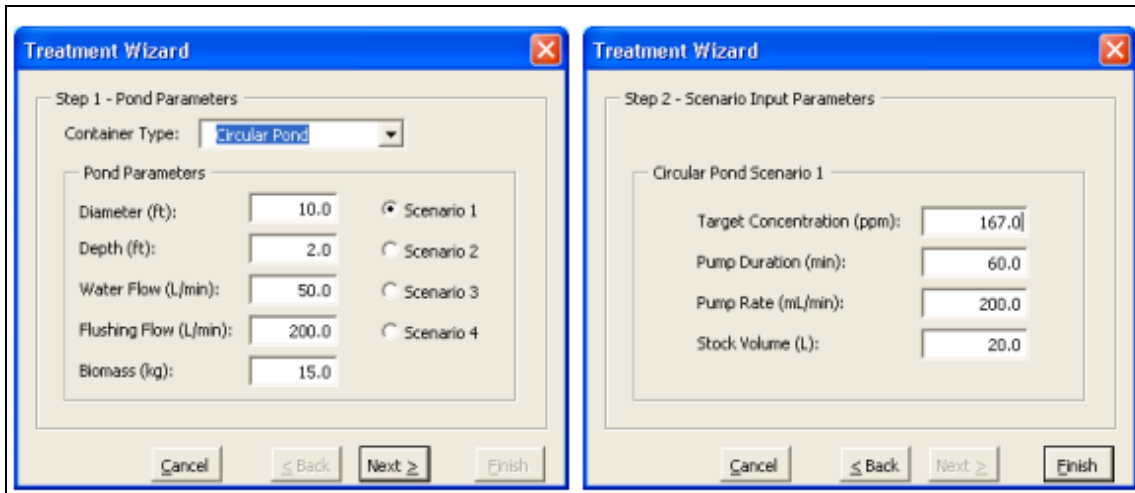 Treatment Wizard
Step 1 - Pond Parameters
Container Type: Circular Pond
Pond Parameters
Diameter (ft): 10.0 Scenario 1
Depth (ft): 2.0 Scenario 2
Water Flow (L/min): 50.0 Scenario 3
Flushing Flow (L/min): 200.0 Scenario 4
Biomass (kg): 15.0
Cancel < Back Next > Finish
Treatment Wizard
Step 2 - Scenario Input Parameters
Circular Pond Scenario 1
Target Concentration (ppm): 167.0
Pump Duration (min): 60.0
Pump Rate (mL/min): 200.0
Stock Volume (L): 20.0
Cancel < Back Next > Finish